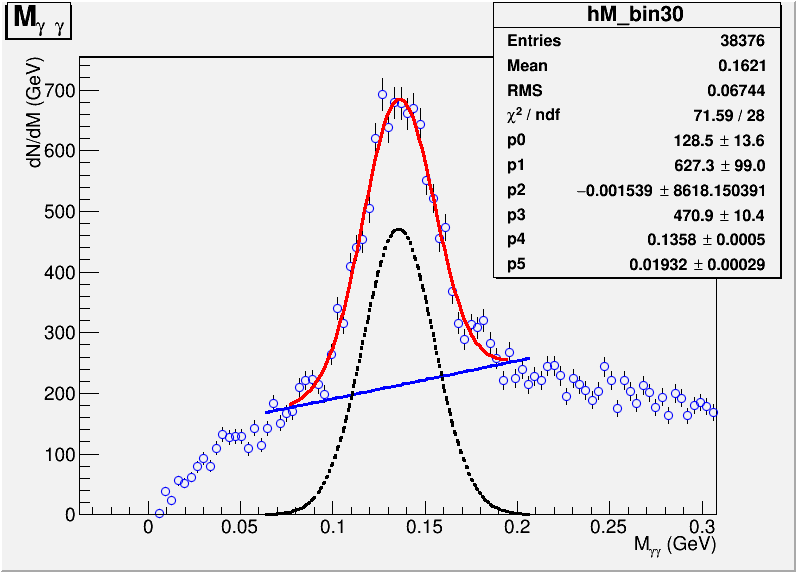 M_γ γ
hM_bin30
Entries 38376
Mean 0.1621
RMS 0.06744
χ² / ndf 71.59 / 28
p0 128.5 ± 13.6
p1 627.3 ± 99.0
p2 −0.001539 ± 8618.150391
p3 470.9 ± 10.4
p4 0.1358 ± 0.0005
p5 0.01932 ± 0.00029
dN/dM (GeV)
700
600
500
400
300
200
100
0
0 0.05 0.1 0.15 0.2 0.25 0.3
M_γγ (GeV)